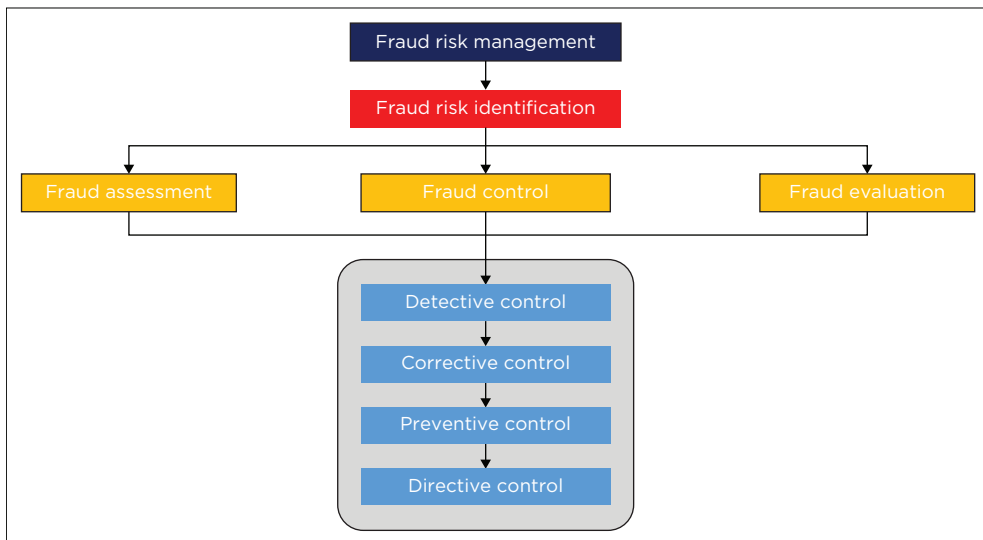 Fraud risk management
Fraud risk identification
Fraud assessment
Fraud control
Fraud evaluation
Detective control
Corrective control
Preventive control
Directive control